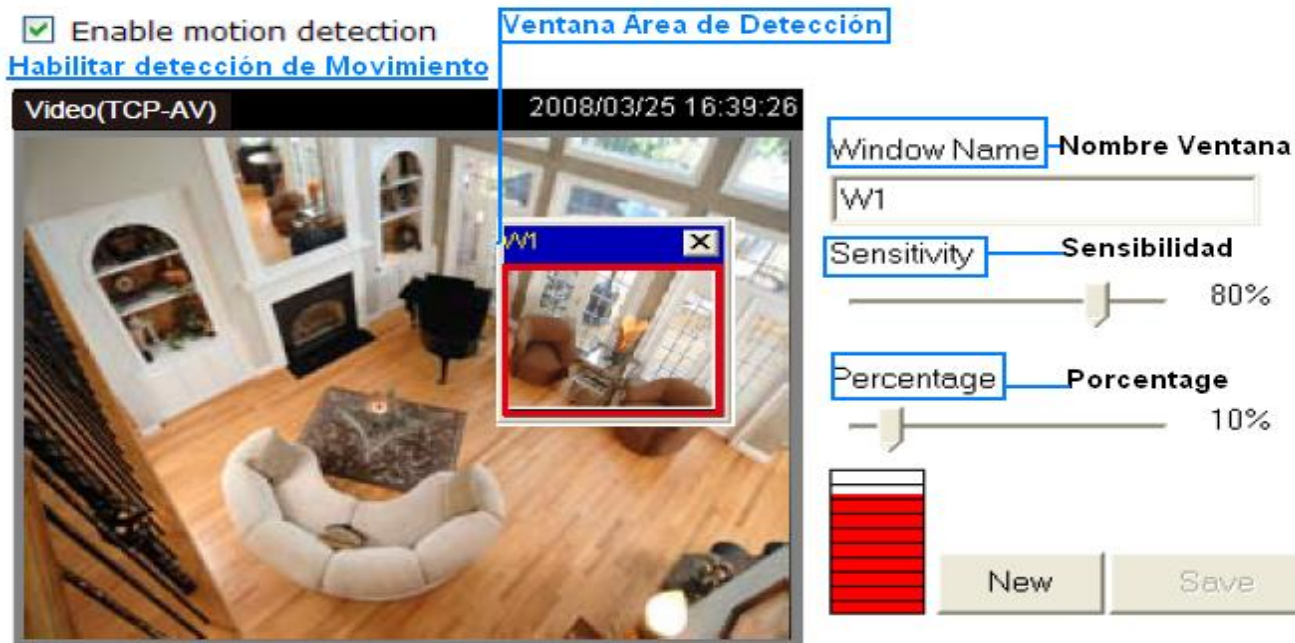 Enable motion detection
Ventana Área de Detección
Habilitar detección de Movimiento
Video(TCP-AV) 2008/03/25 16:39:26
Window Name Nombre Ventana
W1
W1
Sensitivity Sensibilidad
80%
Percentage Porcentage
10%
New Save